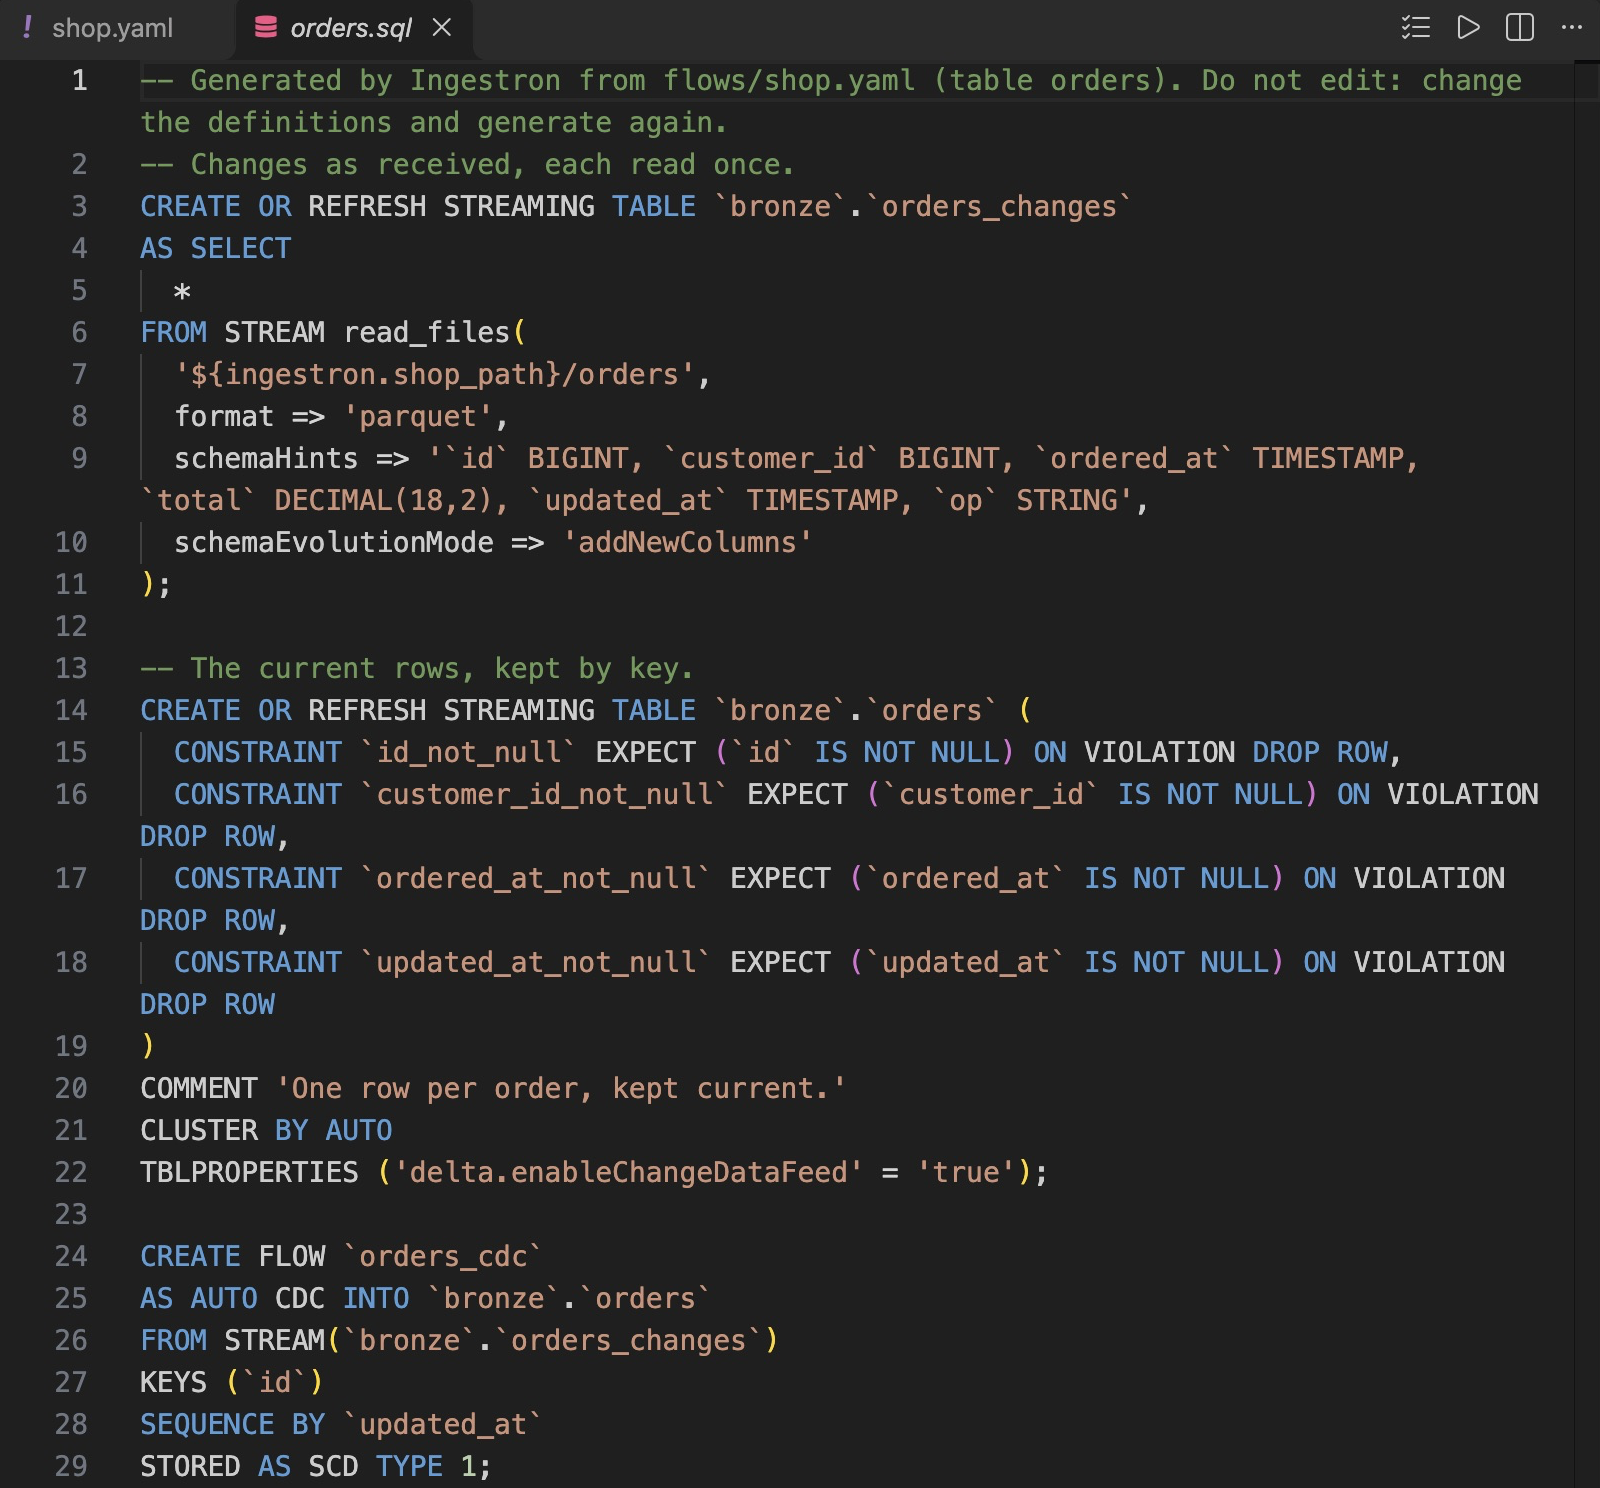 shop.yaml
orders.sql
1 -- Generated by Ingestron from flows/shop.yaml (table orders). Do not edit: change
the definitions and generate again.
2 -- Changes as received, each read once.
3 CREATE OR REFRESH STREAMING TABLE `bronze`.`orders_changes`
4 AS SELECT
5   *
6 FROM STREAM read_files(
7   '${ingestron.shop_path}/orders',
8   format => 'parquet',
9   schemaHints => '`id` BIGINT, `customer_id` BIGINT, `ordered_at` TIMESTAMP,
`total` DECIMAL(18,2), `updated_at` TIMESTAMP, `op` STRING',
10   schemaEvolutionMode => 'addNewColumns'
11 );
12
13 -- The current rows, kept by key.
14 CREATE OR REFRESH STREAMING TABLE `bronze`.`orders` (
15   CONSTRAINT `id_not_null` EXPECT (`id` IS NOT NULL) ON VIOLATION DROP ROW,
16   CONSTRAINT `customer_id_not_null` EXPECT (`customer_id` IS NOT NULL) ON VIOLATION
DROP ROW,
17   CONSTRAINT `ordered_at_not_null` EXPECT (`ordered_at` IS NOT NULL) ON VIOLATION
DROP ROW,
18   CONSTRAINT `updated_at_not_null` EXPECT (`updated_at` IS NOT NULL) ON VIOLATION
DROP ROW
19 )
20 COMMENT 'One row per order, kept current.'
21 CLUSTER BY AUTO
22 TBLPROPERTIES ('delta.enableChangeDataFeed' = 'true');
23
24 CREATE FLOW `orders_cdc`
25 AS AUTO CDC INTO `bronze`.`orders`
26 FROM STREAM(`bronze`.`orders_changes`)
27 KEYS (`id`)
28 SEQUENCE BY `updated_at`
29 STORED AS SCD TYPE 1;